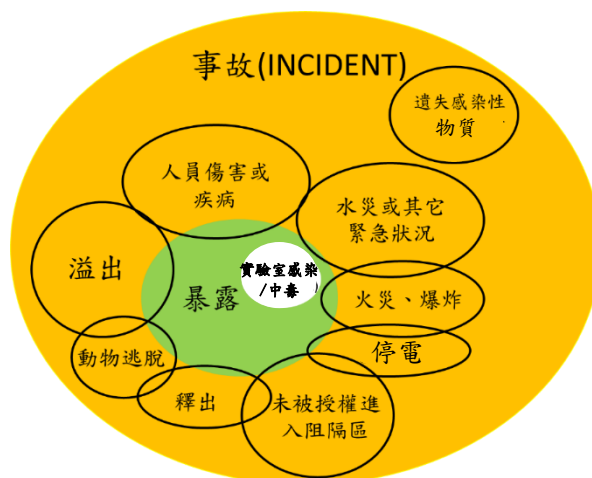 事故(INCIDENT)
遺失感染性
物質
人員傷害或
疾病
水災或其它
緊急狀況
溢出
暴露
實驗室感染
/中毒
火災、爆炸
停電
動物逃脫
釋出
未被授權進
入阻隔區